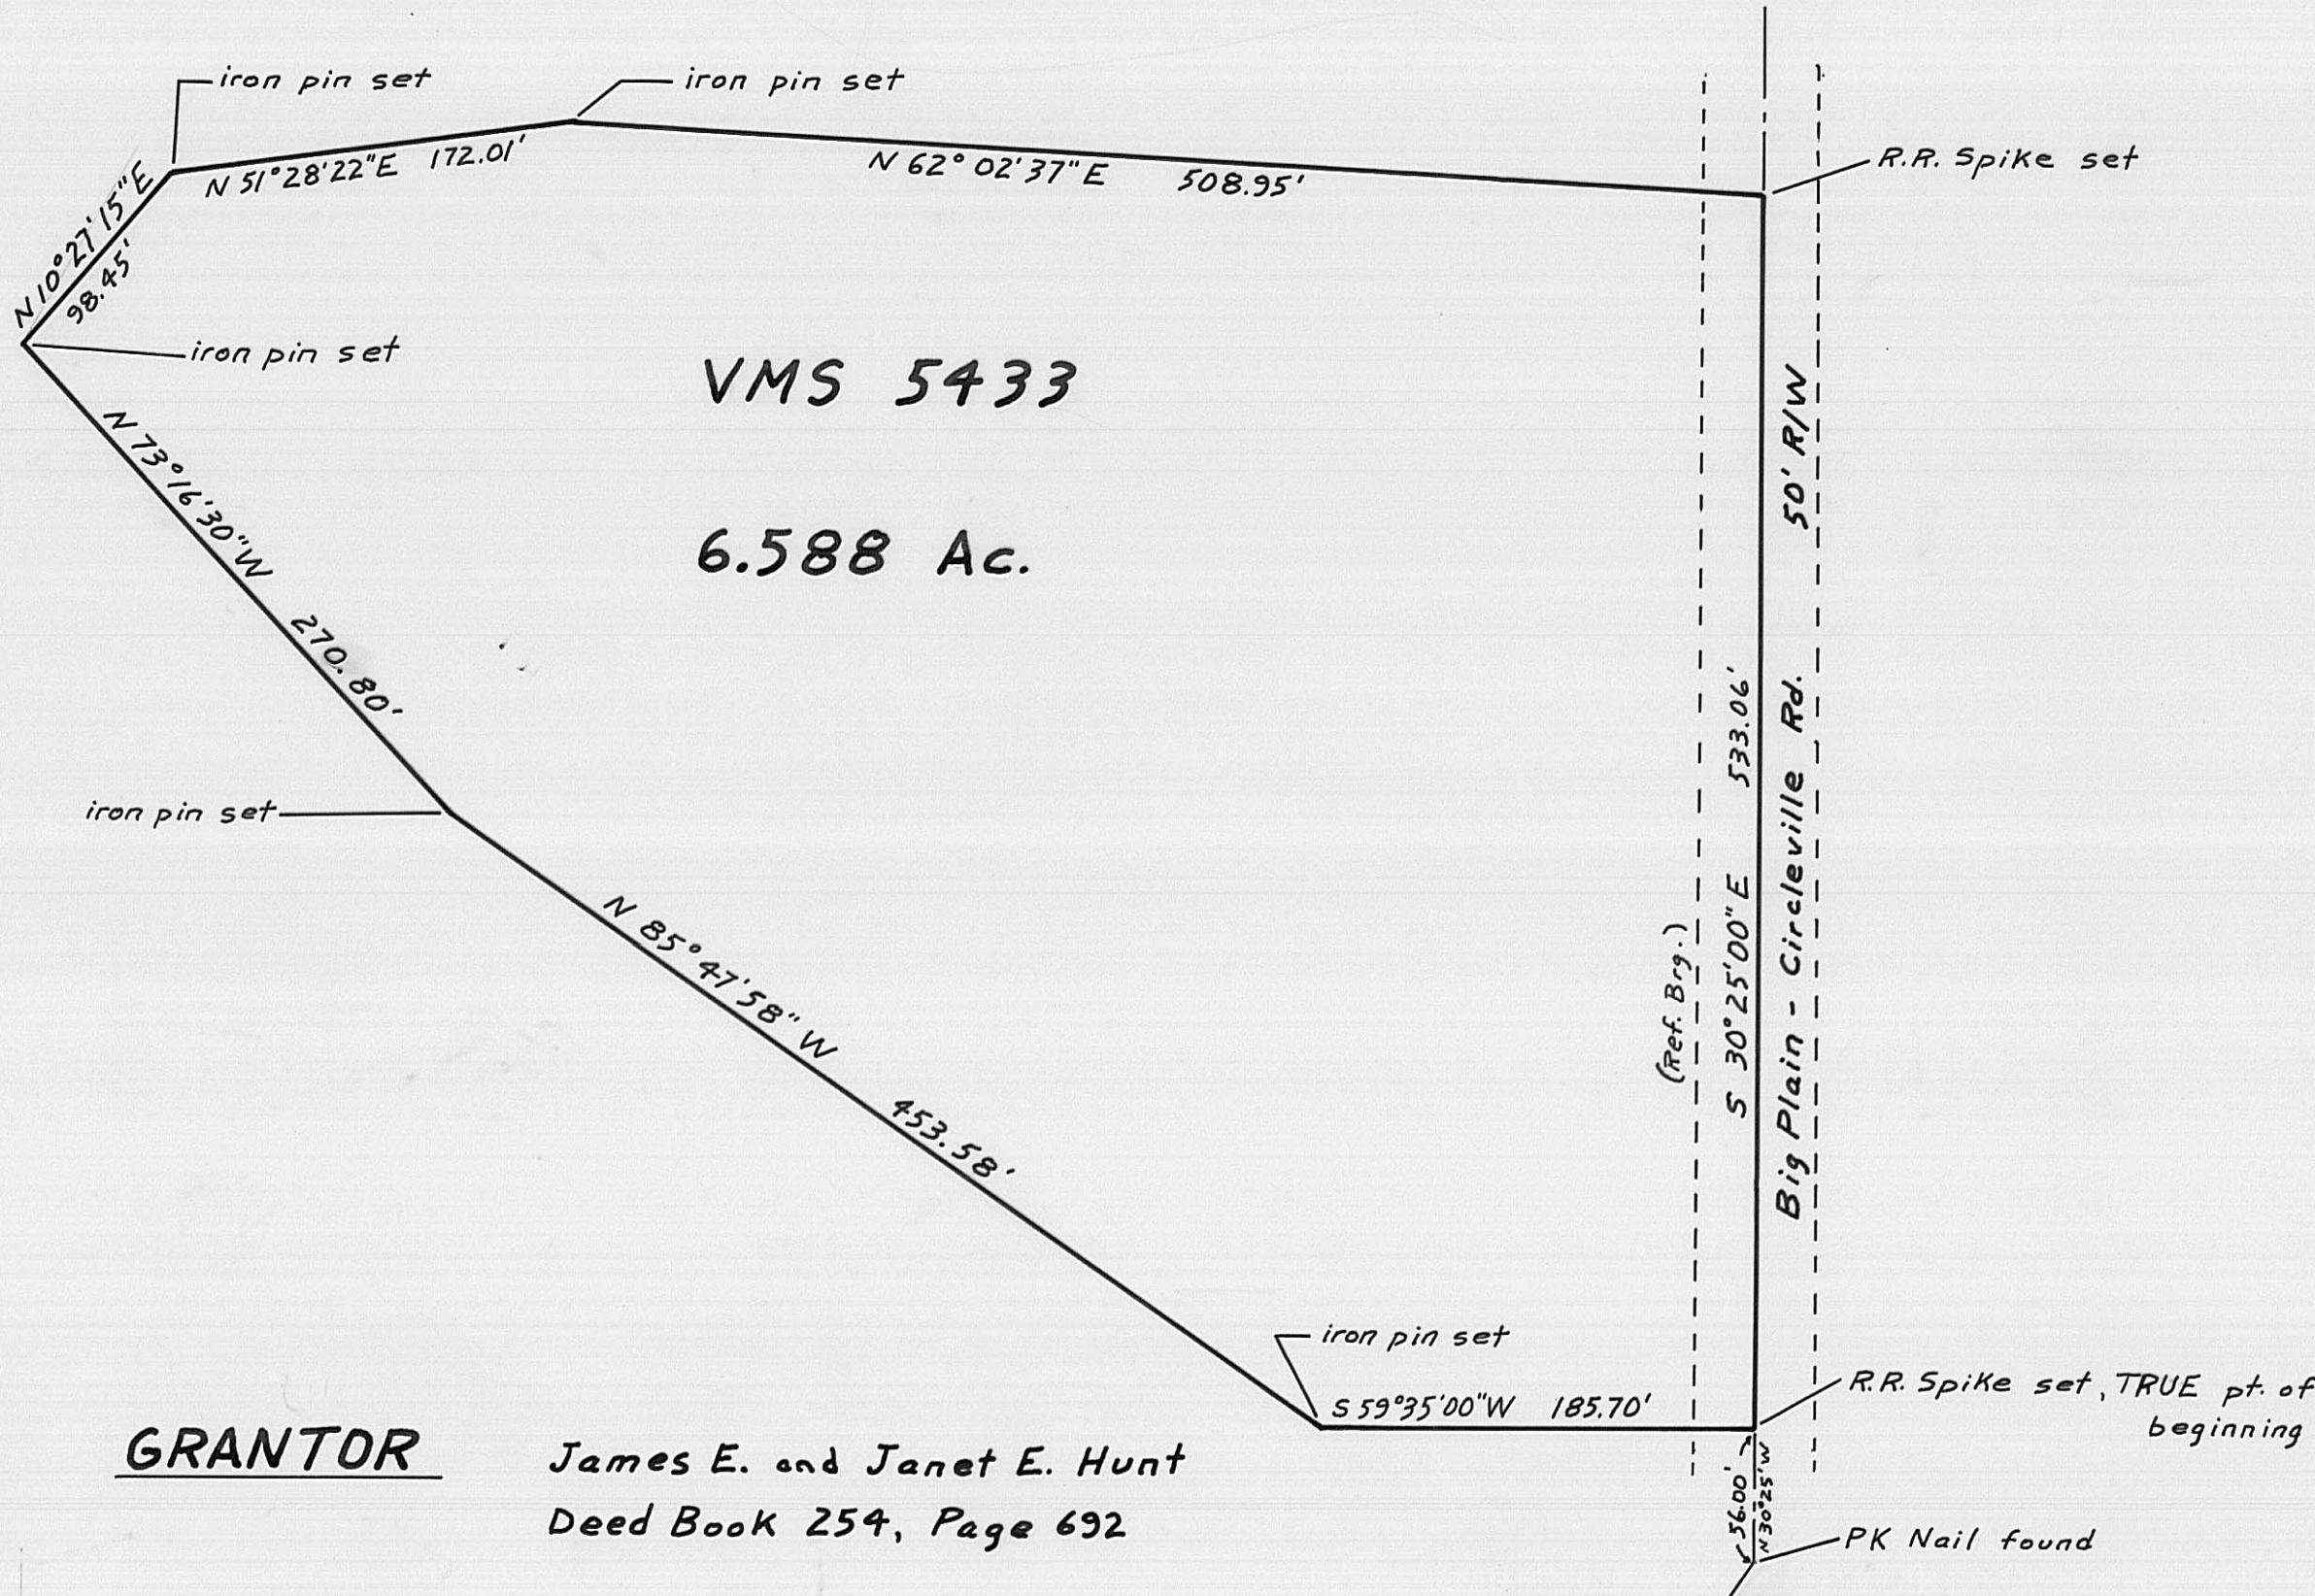 iron pin set
iron pin set
N 51°28'22"E 172.01'
N 62° 02'37" E 508.95'
R.R. Spike set
N 10°27'15"E
98.45'
iron pin set
VMS 5433
6.588 Ac.
N 73°16'30"W 270.80'
iron pin set
N 85°47'58" W 453.58'
(Ref. Brg.)
S 30°25'00" E 533.06'
Big Plain - Circleville Rd. 50' R/W
iron pin set
S 59°35'00"W 185.70'
R.R. Spike set, TRUE pt. of
beginning
56.00'
N 30°25'W
PK Nail found
GRANTOR
James E. and Janet E. Hunt
Deed Book 254, Page 692